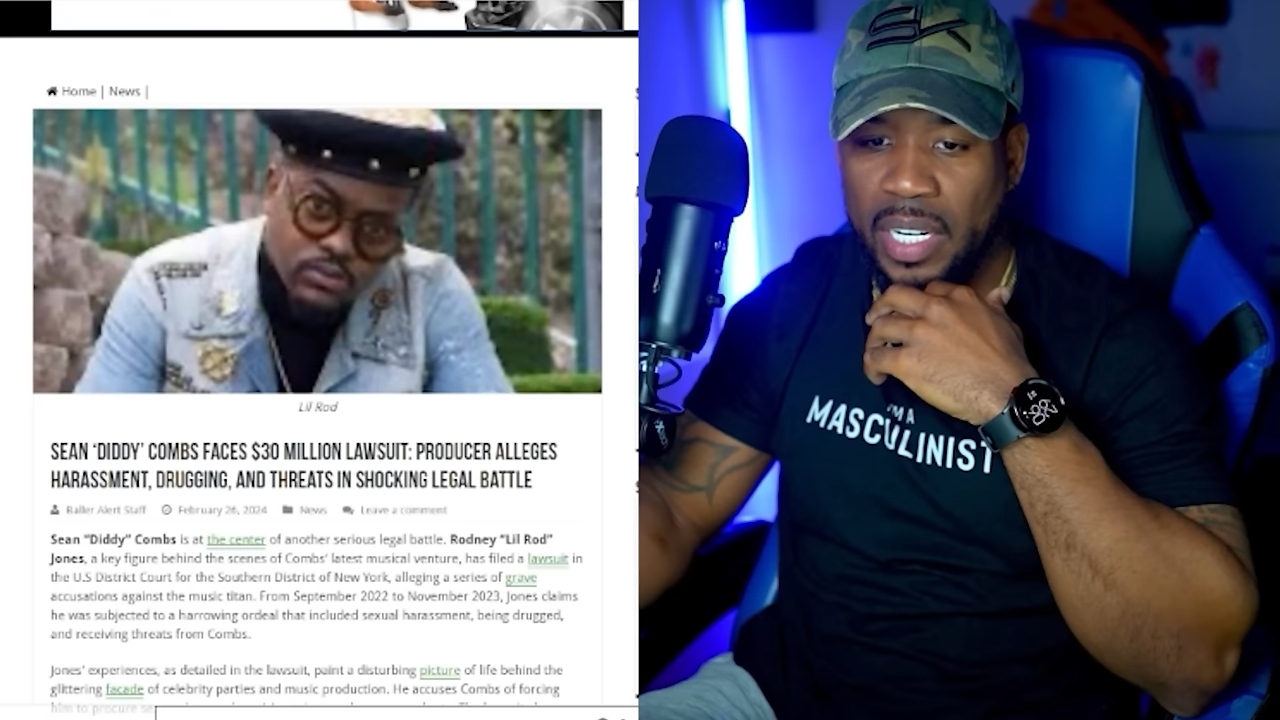 Home | News |
Lil Rod
SEAN ‘DIDDY’ COMBS FACES $30 MILLION LAWSUIT: PRODUCER ALLEGES
HARASSMENT, DRUGGING, AND THREATS IN SHOCKING LEGAL BATTLE
Baller Alert Staff February 26, 2024 News Leave a comment
Sean “Diddy” Combs is at the center of another serious legal battle. Rodney “Lil Rod”
Jones, a key figure behind the scenes of Combs’ latest musical venture, has filed a lawsuit in
the U.S District Court for the Southern District of New York, alleging a series of grave
accusations against the music titan. From September 2022 to November 2023, Jones claims
he was subjected to a harrowing ordeal that included sexual harassment, being drugged,
and receiving threats from Combs.
Jones’ experiences, as detailed in the lawsuit, paint a disturbing picture of life behind the
glittering facade of celebrity parties and music production. He accuses Combs of forcing
him to procure
SK
I'M A
MASCULINIST